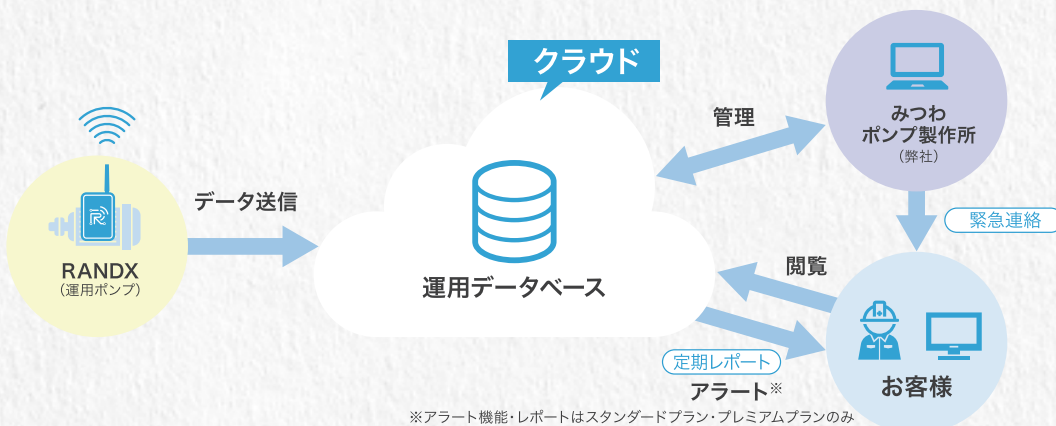 クラウド
管理
みつわ
ポンプ製作所
(弊社)
データ送信
緊急連絡
RANDX
(運用ポンプ)
運用データベース
閲覧
定期レポート
アラート※
お客様
※アラート機能・レポートはスタンダードプラン・プレミアムプランのみ